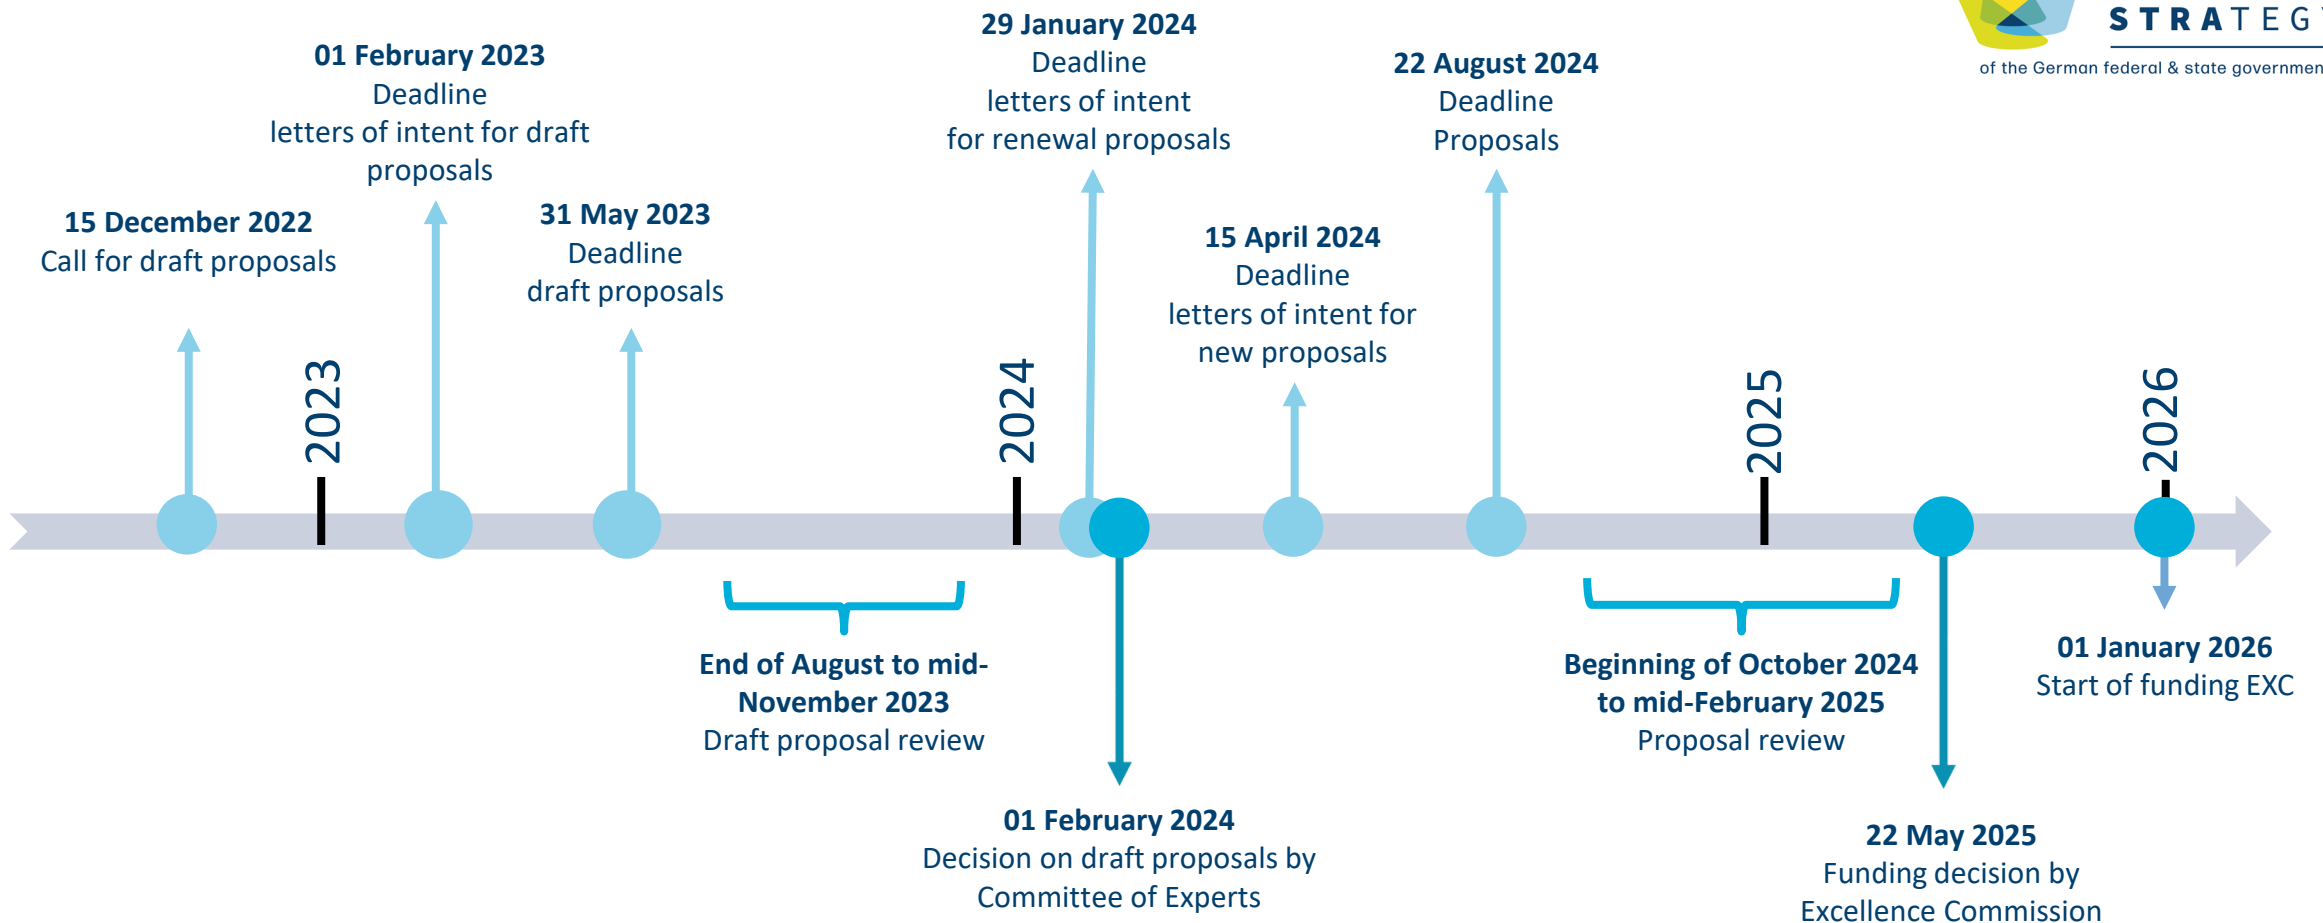 STRATEG
of the German federal & state governmen
29 January 2024
Deadline
letters of intent
for renewal proposals
01 February 2023
Deadline
letters of intent for draft
proposals
22 August 2024
Deadline
Proposals
15 December 2022
Call for draft proposals
31 May 2023
Deadline
draft proposals
15 April 2024
Deadline
letters of intent for
new proposals
2023
2024
2025
2026
End of August to mid-
November 2023
Draft proposal review
Beginning of October 2024
to mid-February 2025
Proposal review
01 January 2026
Start of funding EXC
01 February 2024
Decision on draft proposals by
Committee of Experts
22 May 2025
Funding decision by
Excellence Commission